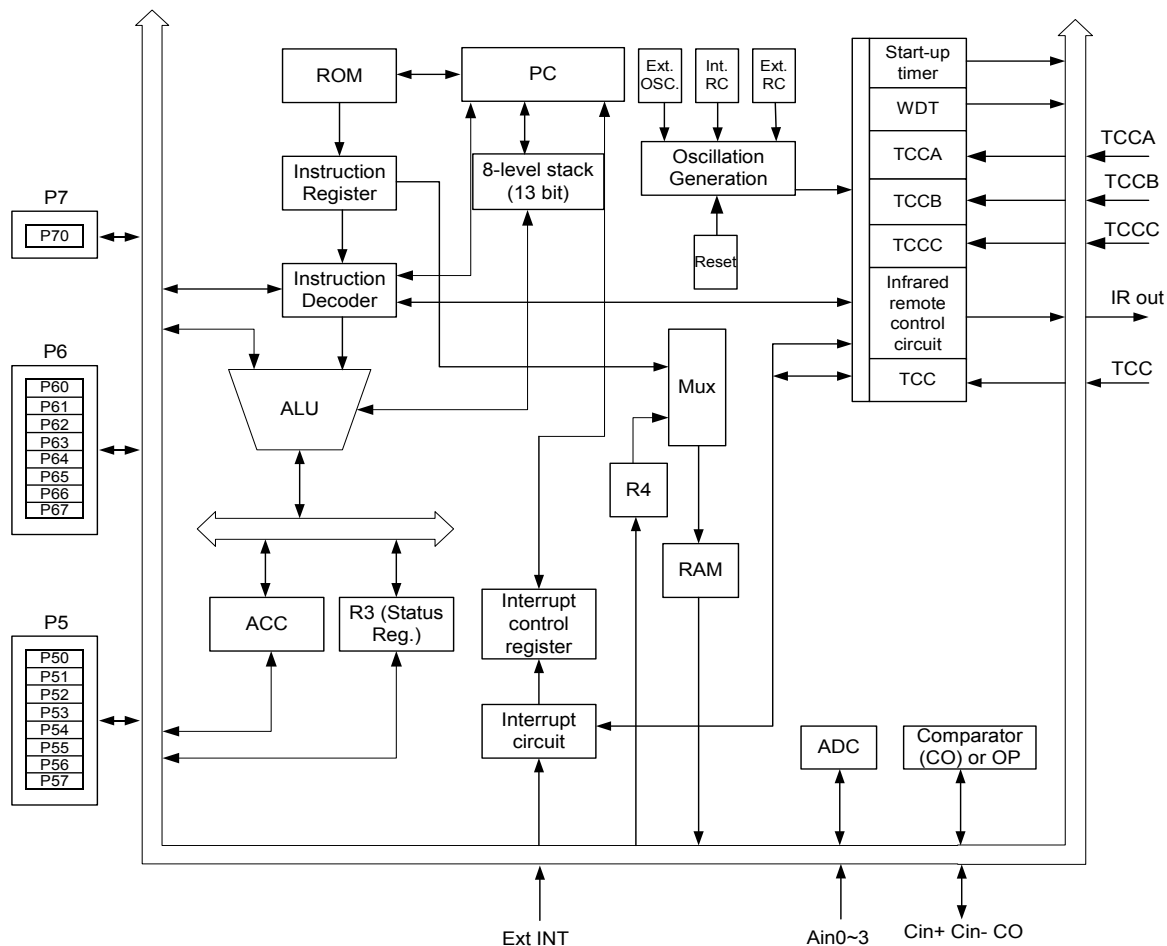 ROM
PC
Ext.
OSC.
Int.
RC
Ext.
RC
Start-up
timer
WDT
TCCA
TCCB
TCCC
Infrared
remote
control
circuit
TCC
TCCA
TCCB
TCCC
IR out
TCC
Instruction
Register
8-level stack
(13 bit)
Oscillation
Generation
Reset
P7
P70
Instruction
Decoder
P6
P60
P61
P62
P63
P64
P65
P66
P67
ALU
Mux
R4
RAM
ACC
R3 (Status
Reg.)
Interrupt
control
register
P5
P50
P51
P52
P53
P54
P55
P56
P57
Interrupt
circuit
ADC
Comparator
(CO) or OP
Ext INT
Ain0~3
Cin+ Cin- CO